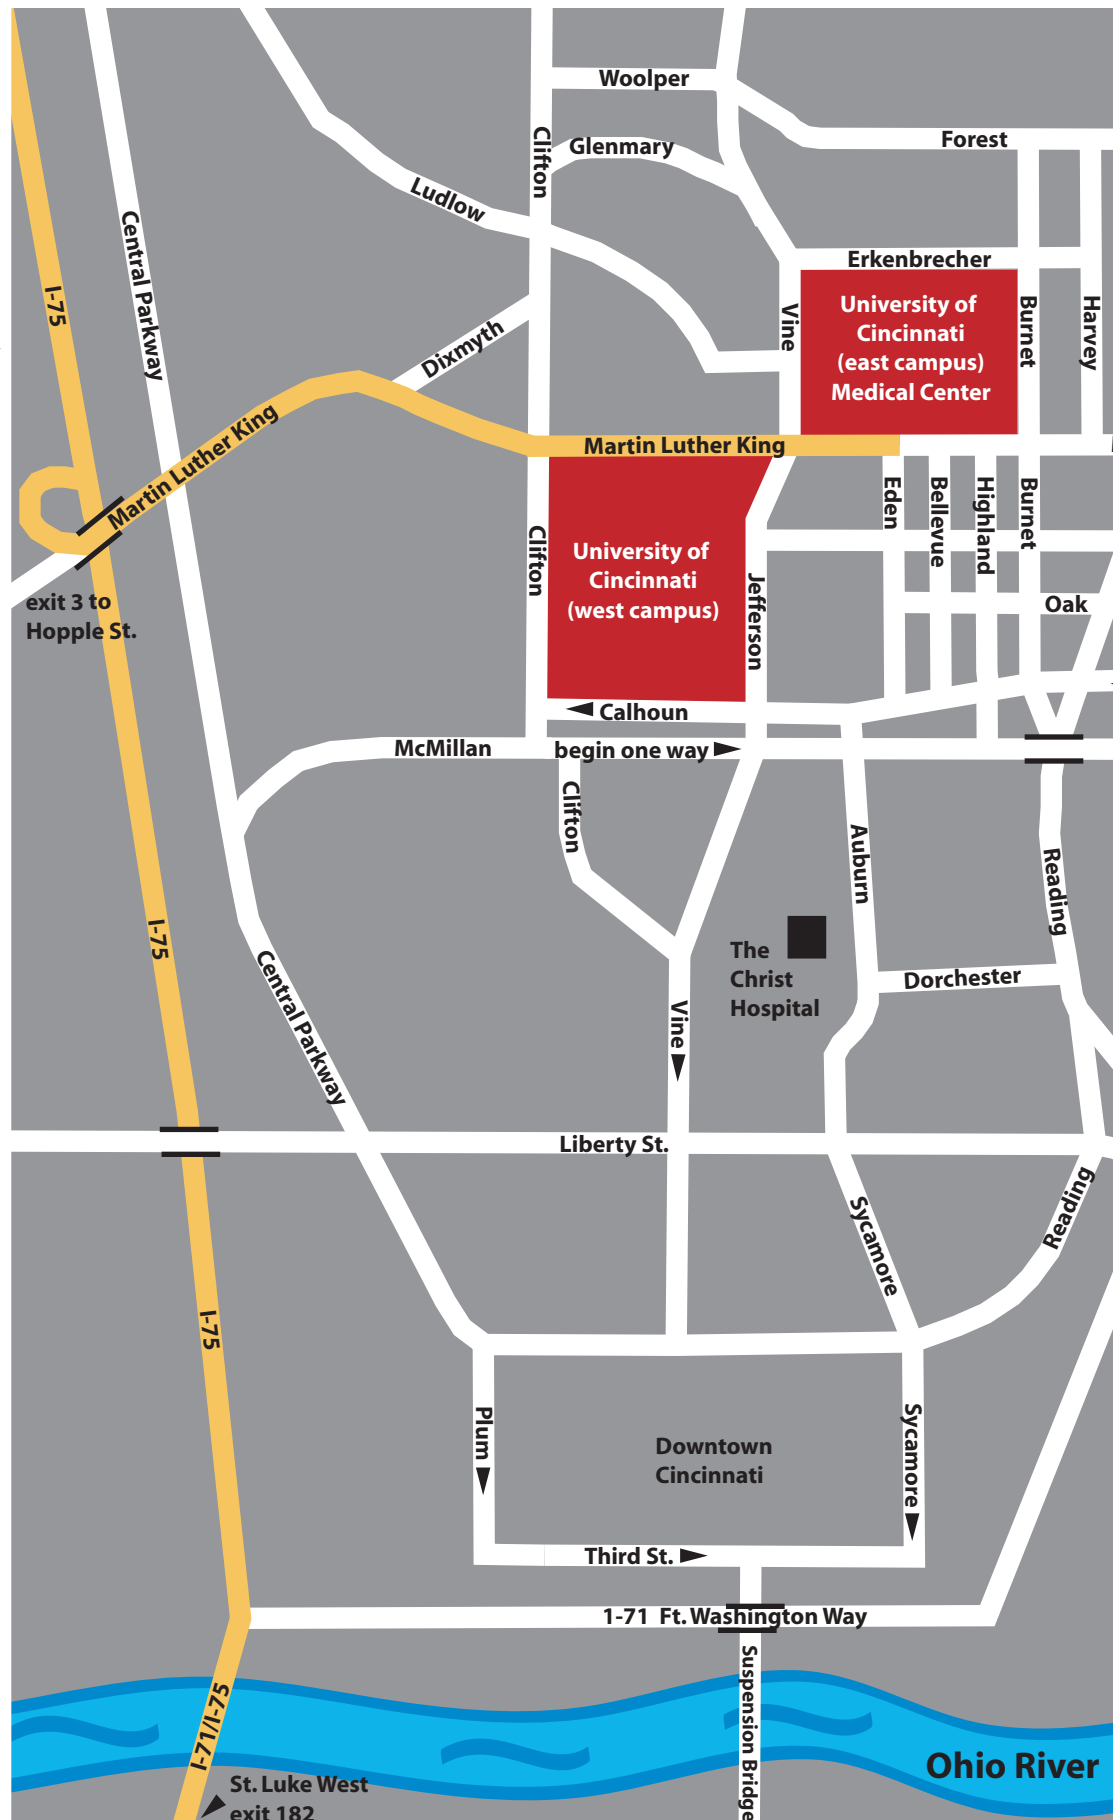 Woolper
Forest
Clifton
Glenmary
Ludlow
Central Parkway
Erkenbrecher
I-75
Vine
University of
Cincinnati
(east campus)
Medical Center
Burnet
Harvey
Dixmyth
Martin Luther King
Martin Luther King
Eden
Bellevue
Highland
Burnet
Clifton
University of
Cincinnati
(west campus)
Jefferson
exit 3 to
Hopple St.
Oak
Calhoun
McMillan
begin one way
Clifton
Auburn
Reading
I-75
The
Christ
Hospital
Central Parkway
Dorchester
Vine
Liberty St.
Sycamore
Reading
I-75
Plum
Downtown
Cincinnati
Sycamore
Third St.
1-71 Ft. Washington Way
Suspension Bridge
I-71/I-75
Ohio River
St. Luke West
exit 182